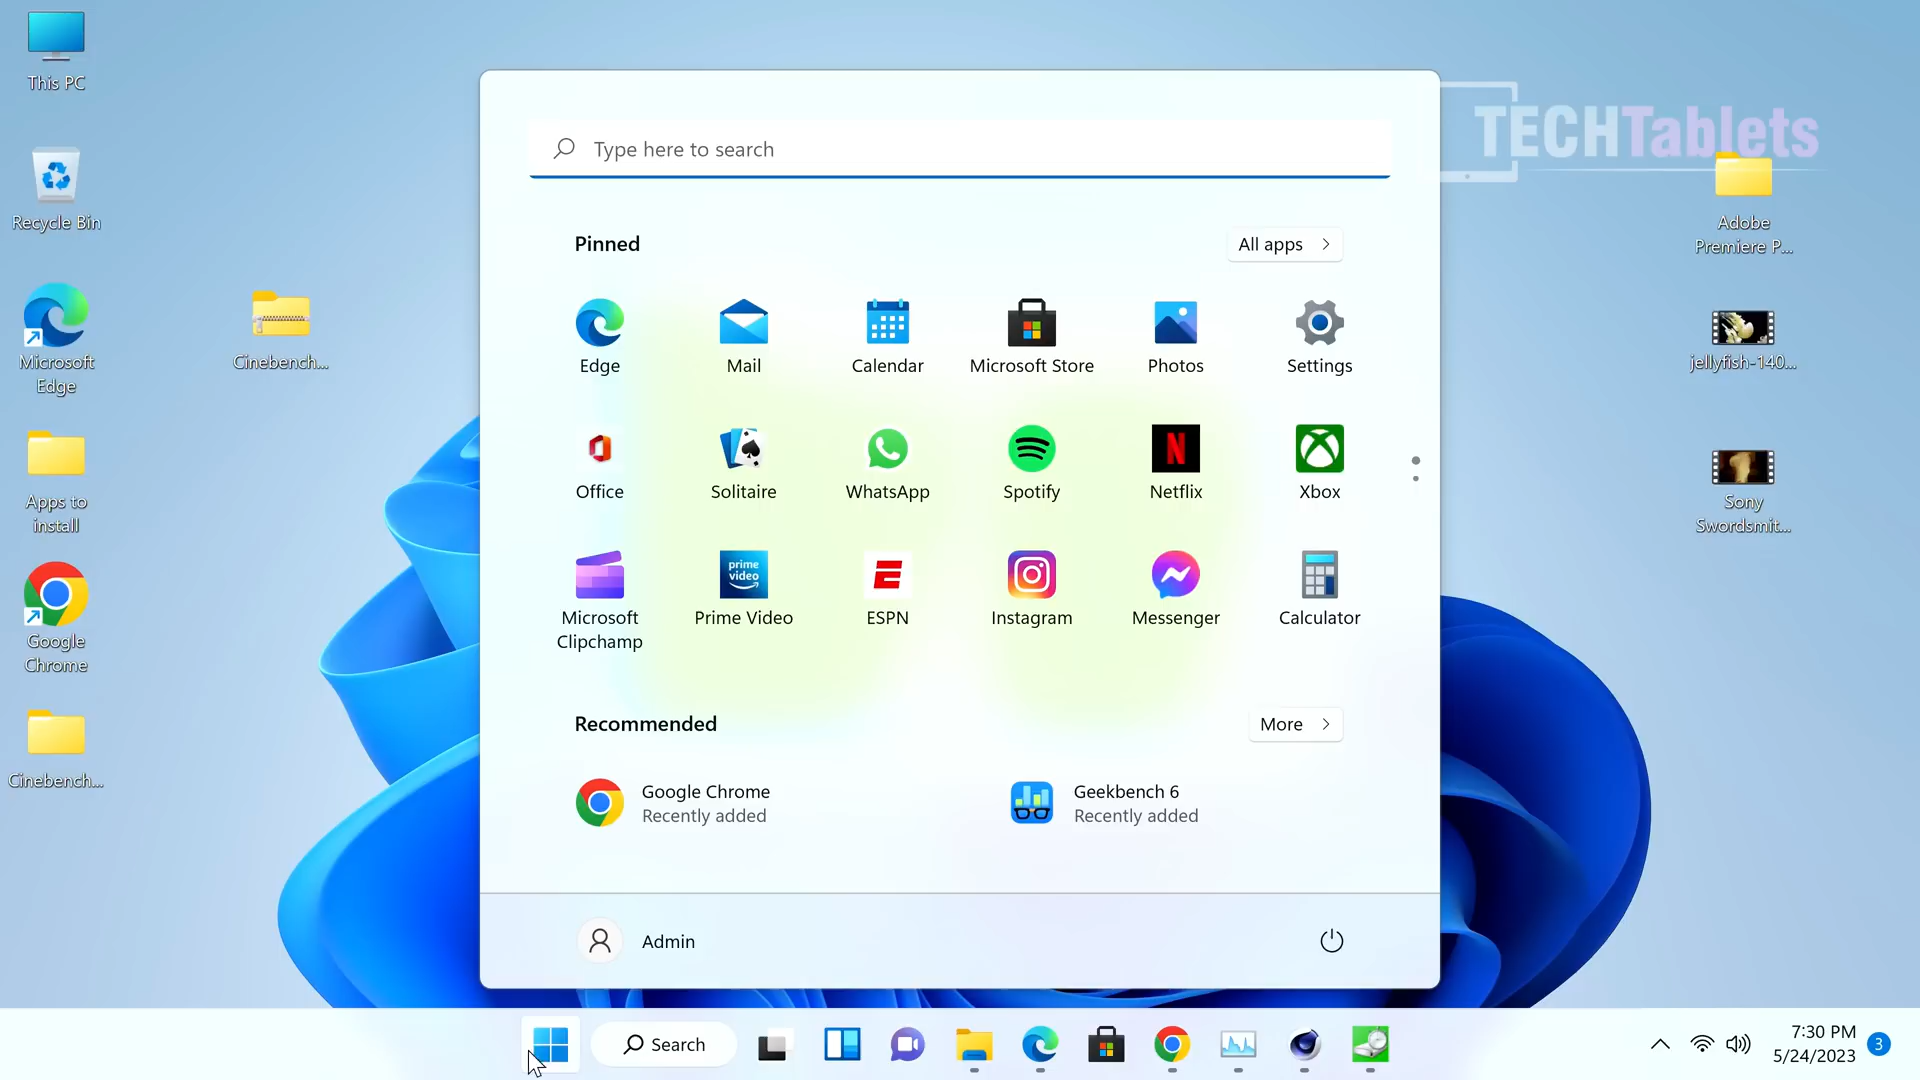 This PC
Recycle Bin
Microsoft
Edge
Apps to
install
Google
Chrome
Cinebench...
Cinebench...
Type here to search
Pinned
All apps
Edge
Mail
Calendar
Microsoft Store
Photos
Settings
Office
Solitaire
WhatsApp
Spotify
Netflix
Xbox
prime
video
Microsoft
Clipchamp
Prime Video
ESPN
Instagram
Messenger
Calculator
Recommended
More
Google Chrome
Recently added
Geekbench 6
Recently added
Admin
TECHTablets
Adobe
Premiere P...
jellyfish-140...
Sony
Swordsmit...
Search
7:30 PM
5/24/2023
3